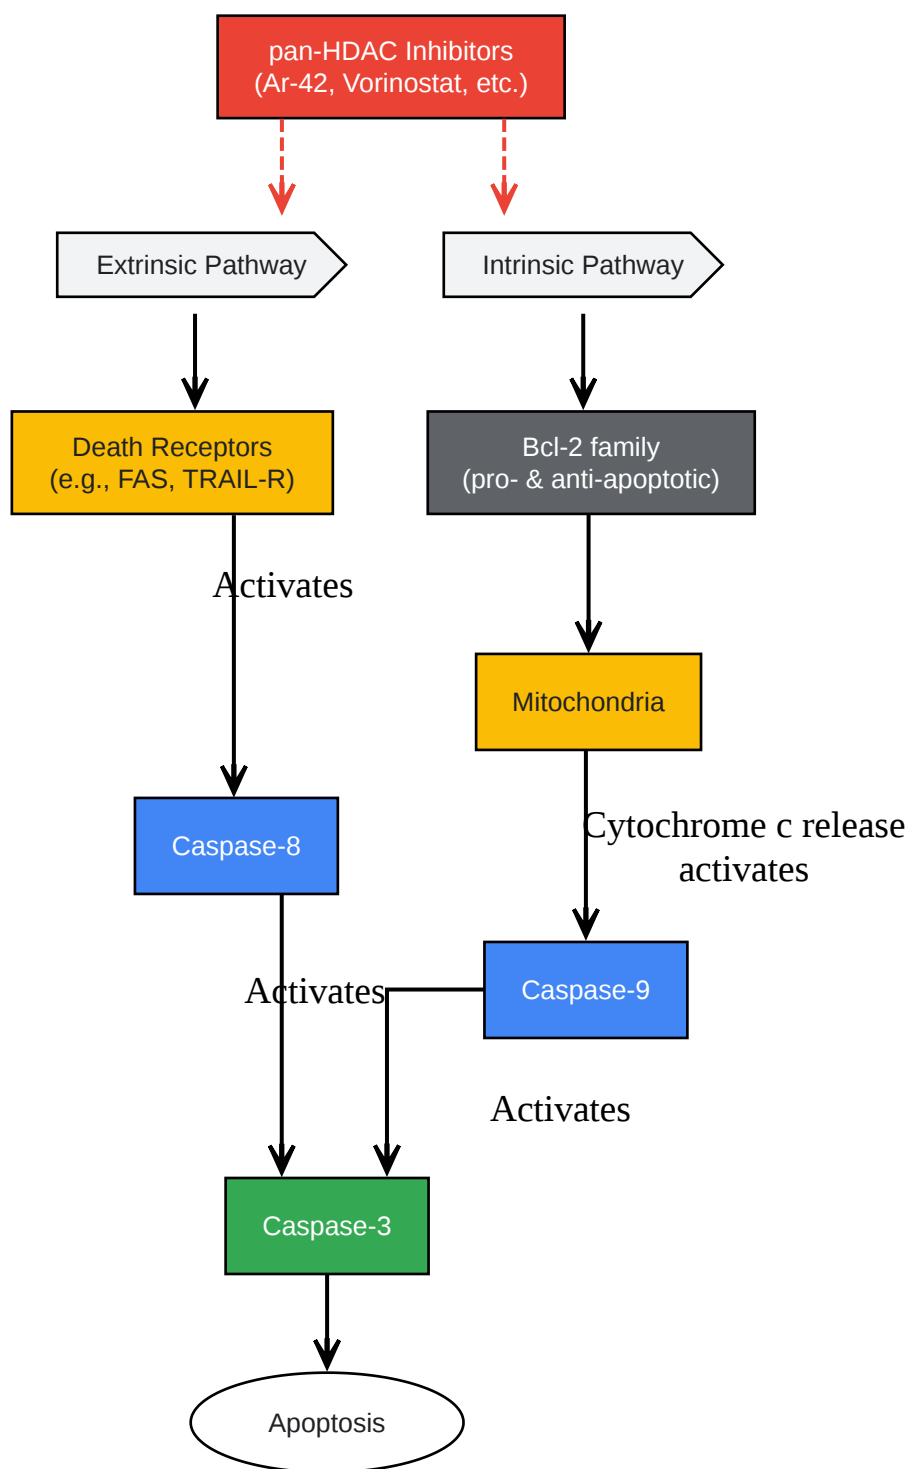 pan-HDAC Inhibitors
(Ar-42, Vorinostat, etc.)
Extrinsic Pathway
Intrinsic Pathway
Death Receptors
(e.g., FAS, TRAIL-R)
Bcl-2 family
(pro- & anti-apoptotic)
Activates
Mitochondria
Cytochrome c release
activates
Caspase-8
Activates
Caspase-9
Activates
Caspase-3
Apoptosis